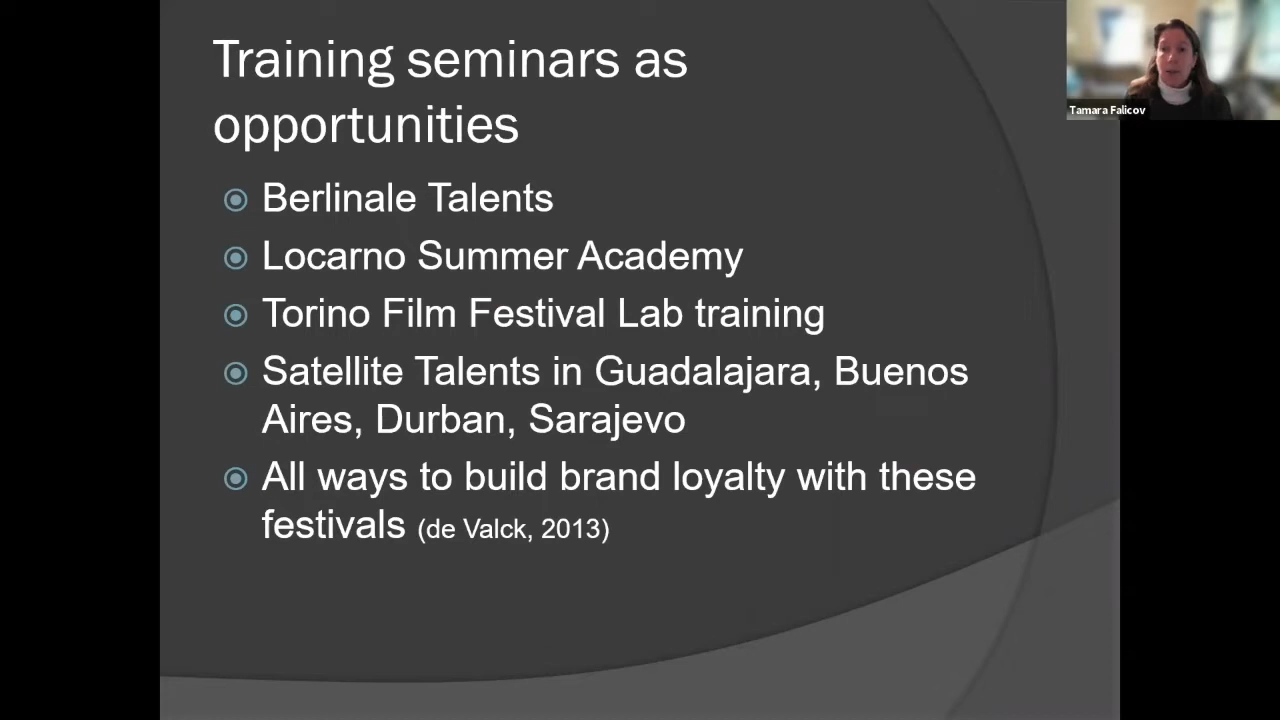 Training seminars as
opportunities
Berlinale Talents
Locarno Summer Academy
Torino Film Festival Lab training
Satellite Talents in Guadalajara, Buenos
Aires, Durban, Sarajevo
All ways to build brand loyalty with these
festivals (de Valck, 2013)
Tamara Falicov